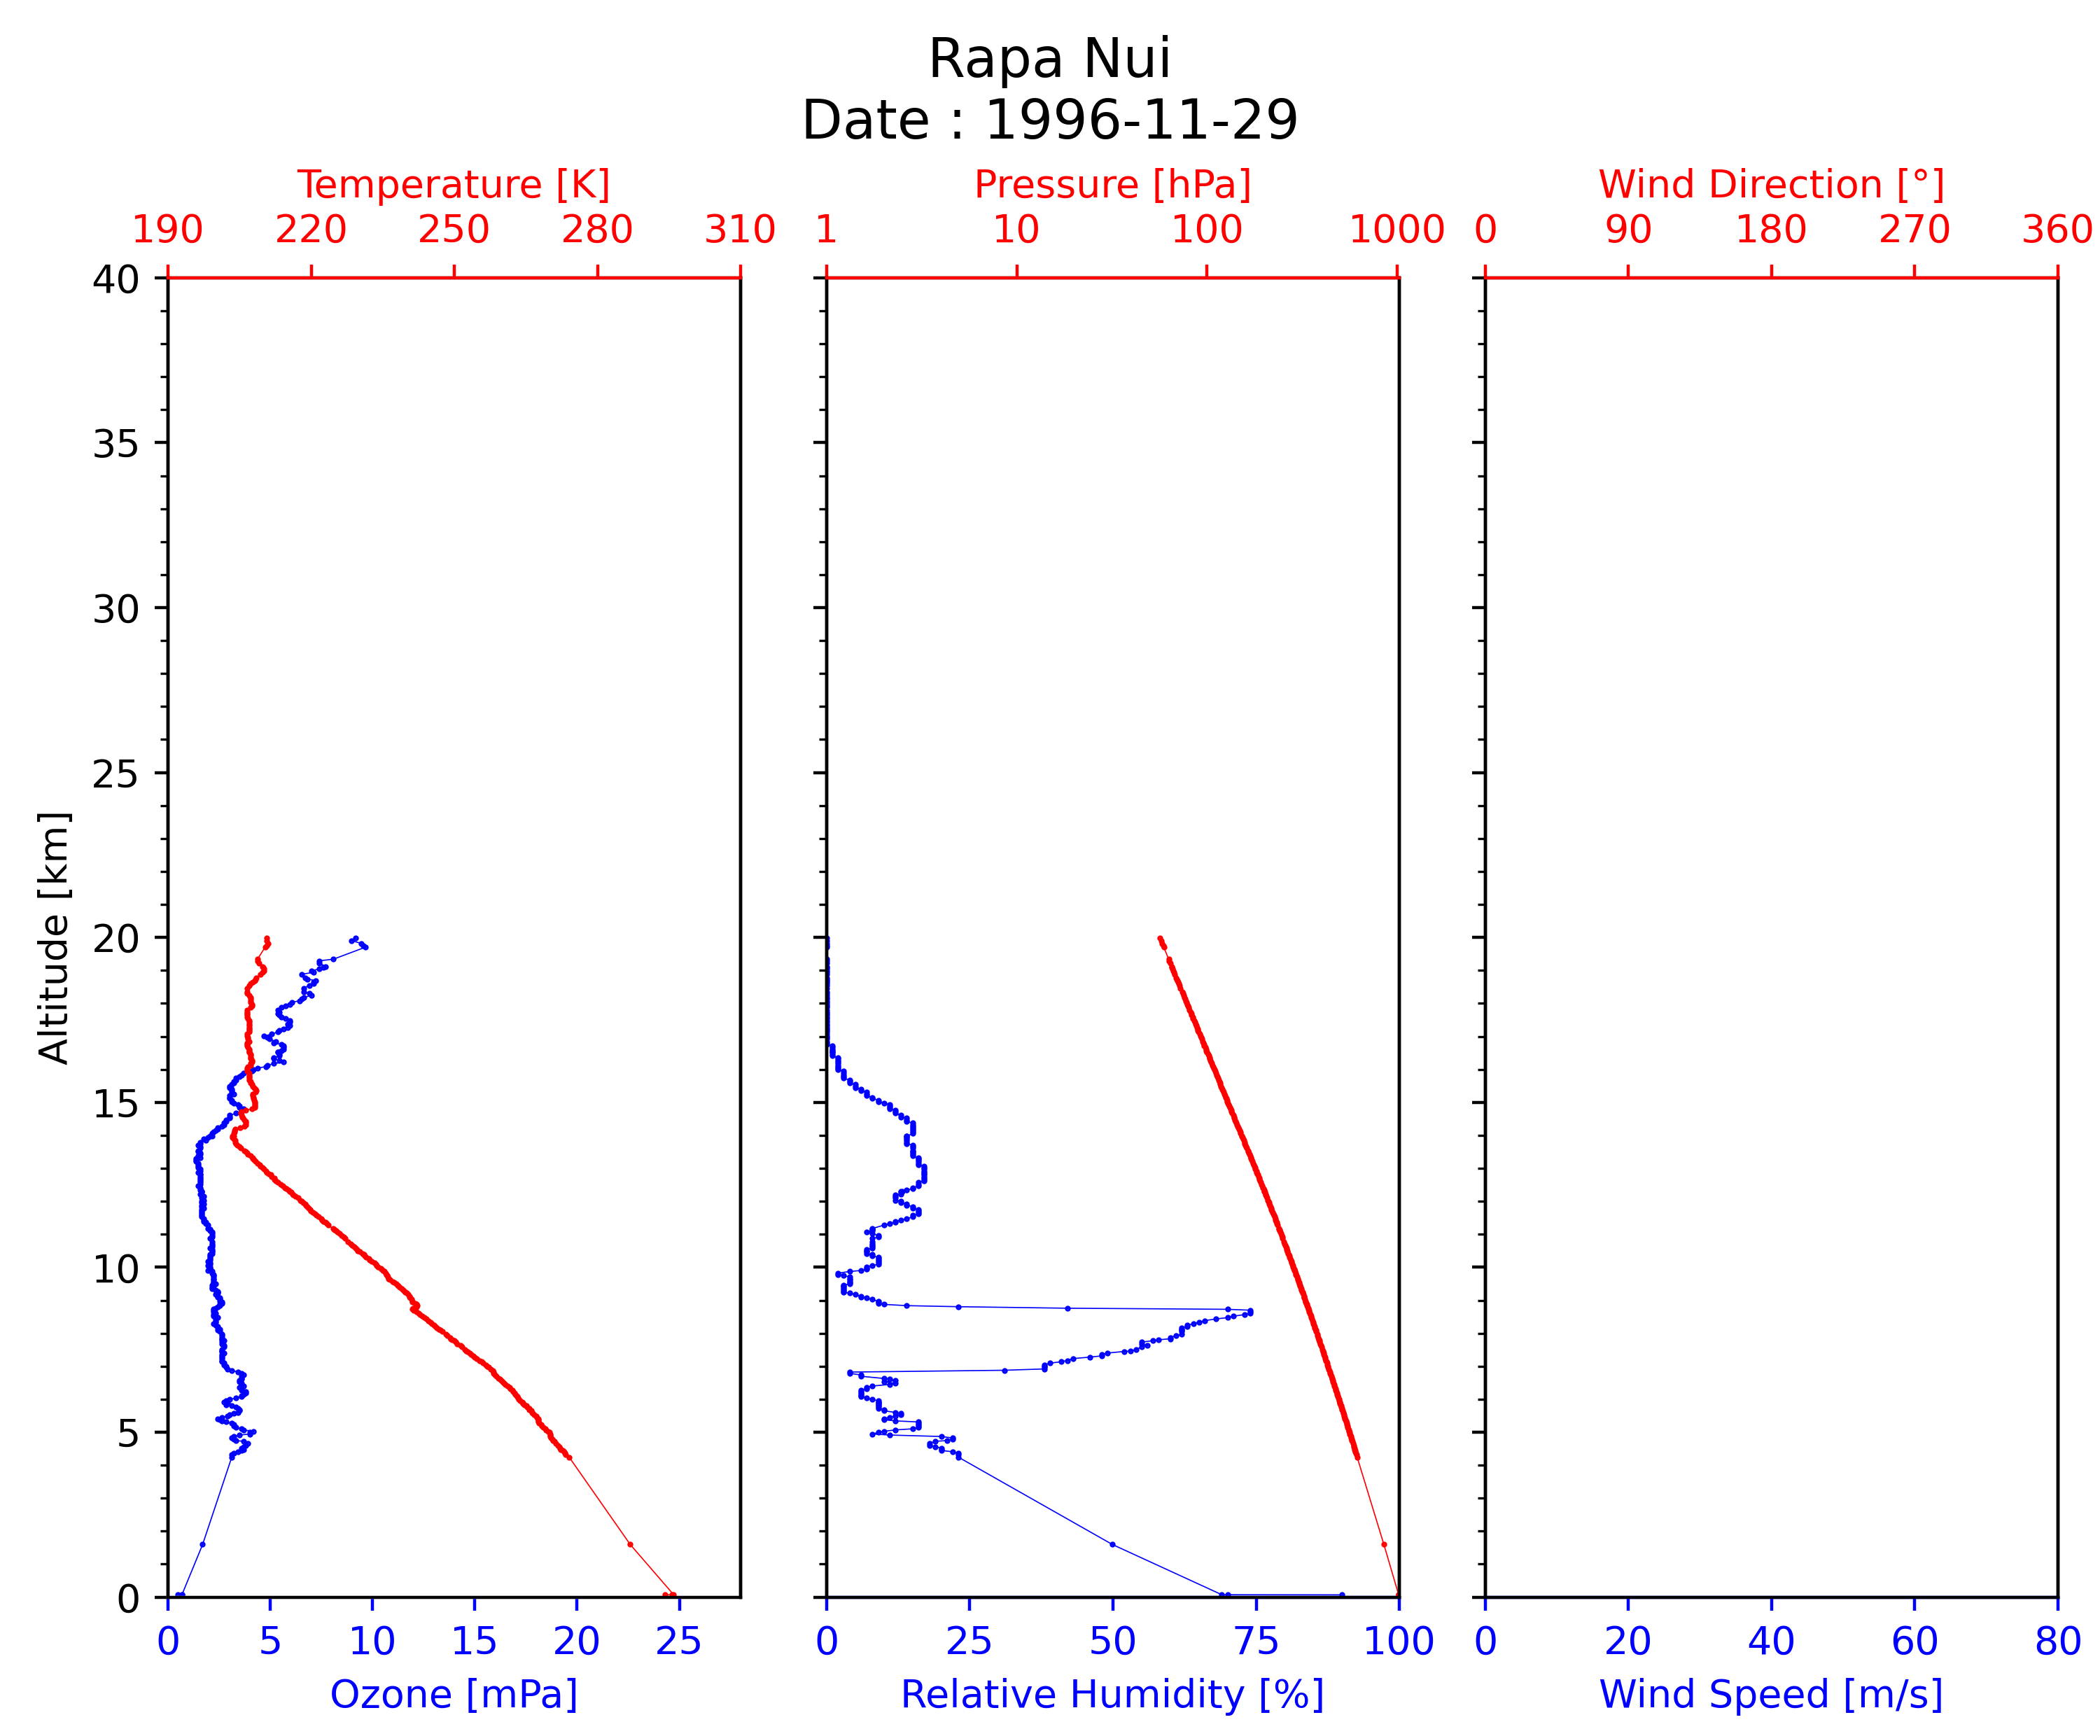 Rapa Nui
Date : 1996-11-29
Temperature [K]
190 220 250 280 310
Pressure [hPa]
1 10 100 1000
Wind Direction [°]
0 90 180 270 360
Altitude [km]
40
35
30
25
20
15
10
5
0
0 5 10 15 20 25
Ozone [mPa]
0 25 50 75 100
Relative Humidity [%]
0 20 40 60 80
Wind Speed [m/s]